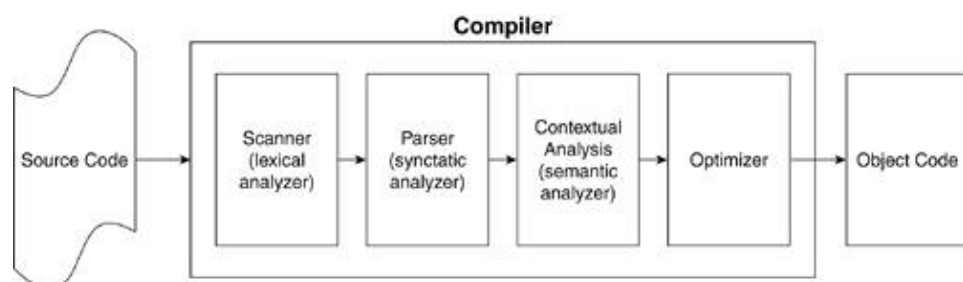 Compiler
Source Code
Scanner
(lexical
analyzer)
Parser
(synctatic
analyzer)
Contextual
Analysis
(semantic
analyzer)
Optimizer
Object Code